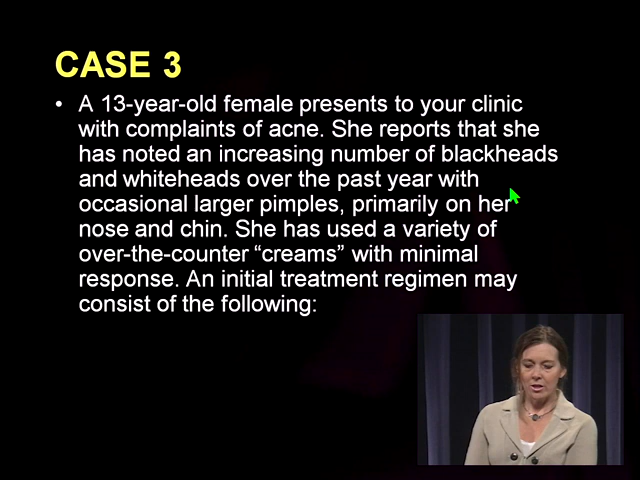 CASE 3
• A 13-year-old female presents to your clinic
with complaints of acne. She reports that she
has noted an increasing number of blackheads
and whiteheads over the past year with
occasional larger pimples, primarily on her
nose and chin. She has used a variety of
over-the-counter “creams” with minimal
response. An initial treatment regimen may
consist of the following: